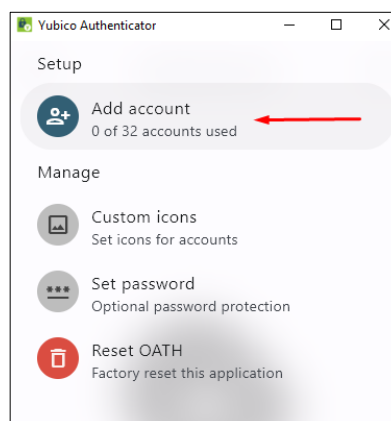 Yubico Authenticator
Setup
Add account
0 of 32 accounts used
Manage
Custom icons
Set icons for accounts
Set password
Optional password protection
Reset OATH
Factory reset this application